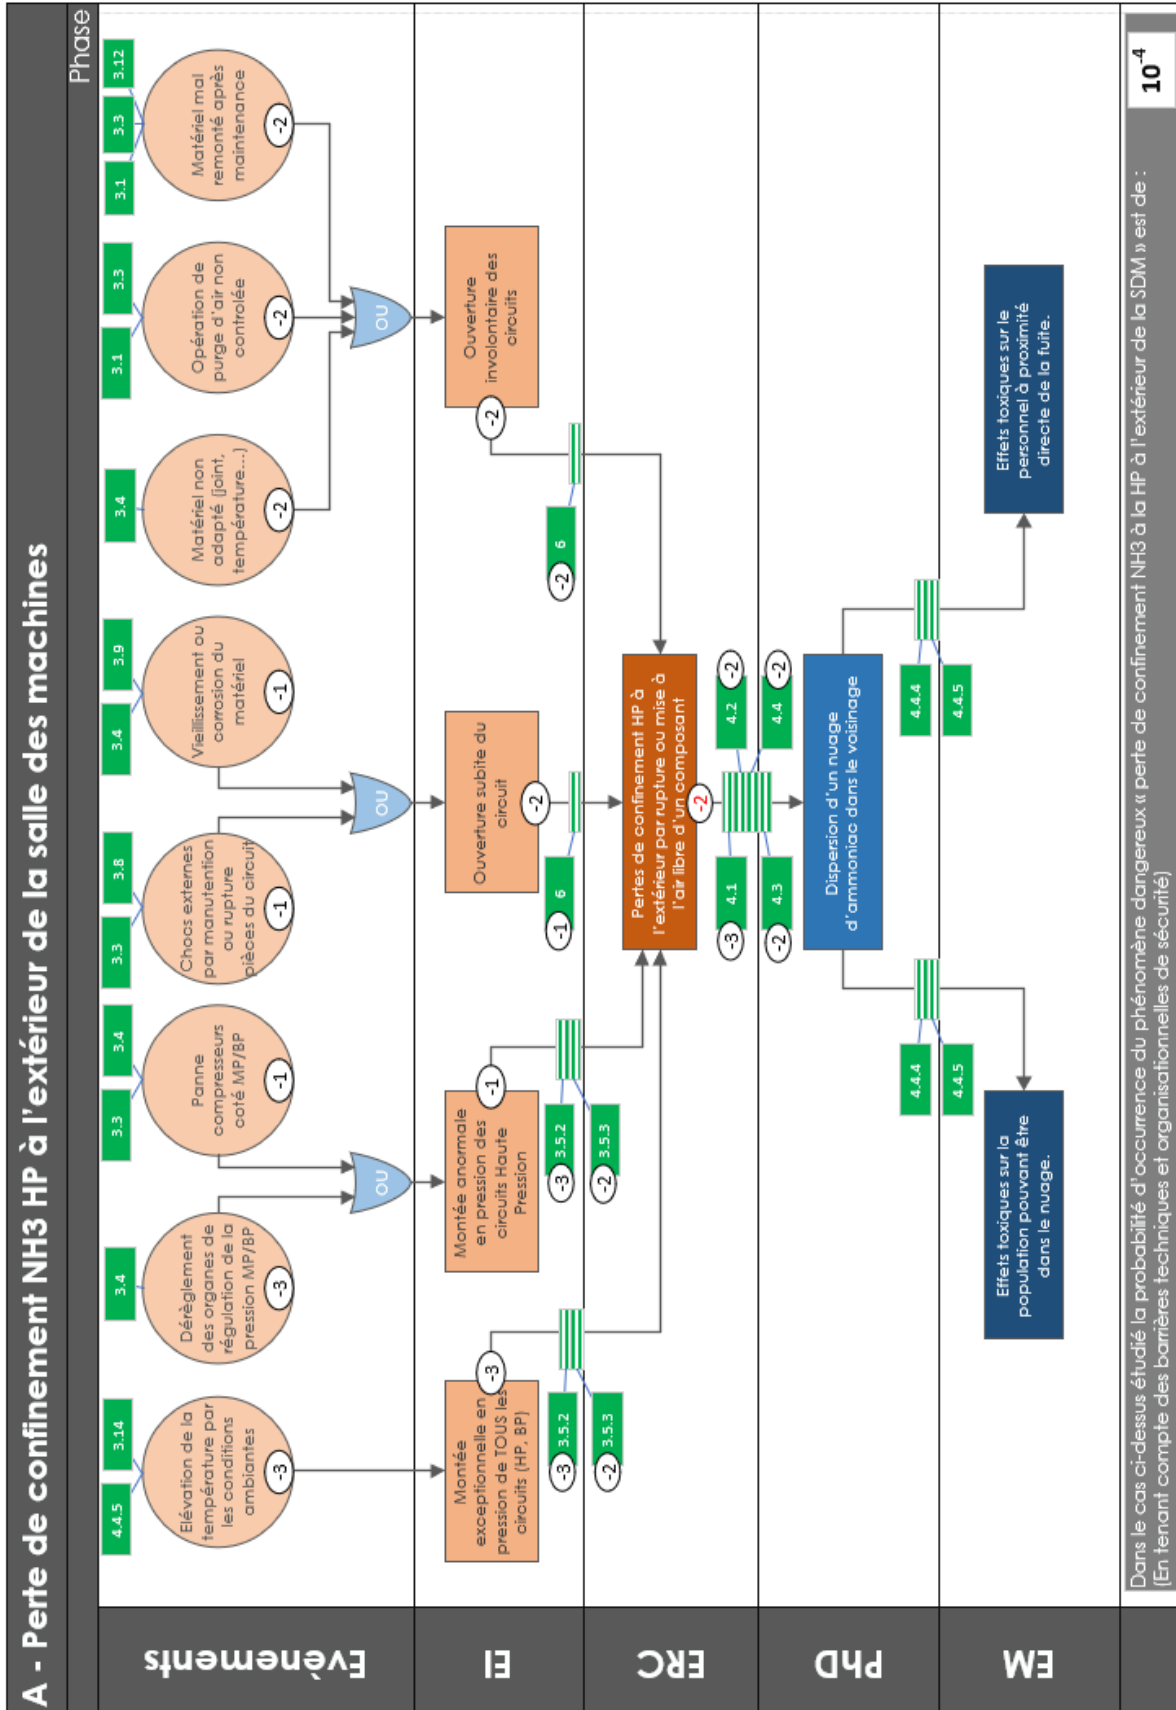 A - Perte de confinement NH3 HP à l'extérieur de la salle des machines
Phase
Evènements
4.4.5
3.14
3.4
3.3
3.4
3.3
3.8
3.4
3.9
3.4
3.1
3.3
3.1
3.3
3.12
Elévation de la
température par
les conditions
ambiantes
-3
Dérèglement
des organes de
régulation de la
pression MP/BP
-3
Panne
compresseurs
coté MP/BP
-1
Chocs externes
par manutention
ou rupture
pièces du circuit
-1
Vieillissement ou
corrosion du
matériel
-1
Matériel non
adapté (joint,
température...)
-2
Opération de
purge d'air non
controlée
-2
Matériel mal
remonté après
maintenance
-2
OU
OU
OU
EI
Montée
exceptionnelle en
pression de TOUS les
circuits (HP, BP)
-3
Montée anormale
en pression des
circuits Haute
Pression
-1
Ouverture subite du
circuit
-2
Ouverture
involontaire des
circuits
-2
-3
3.5.2
-2
3.5.3
-3
3.5.2
-2
3.5.3
-1
6
-2
6
ERC
Pertes de confinement HP à
l'extérieur par rupture ou mise à
l'air libre d'un composant
-2
-3
4.1
4.2
-2
-2
4.3
4.4
-2
PhD
Dispersion d'un nuage
d'ammoniac dans le voisinage
4.4.4
4.4.5
4.4.4
4.4.5
EM
Effets toxiques sur la
population pouvant être
dans le nuage.
Effets toxiques sur le
personnel à proximité
directe de la fuite.
Dans le cas ci-dessus étudié la probabilité d'occurrence du phénomène dangereux « perte de confinement NH3 à la HP à l'extérieur de la SDM » est de :
(En tenant compte des barrières techniques et organisationnelles de sécurité)
10-4